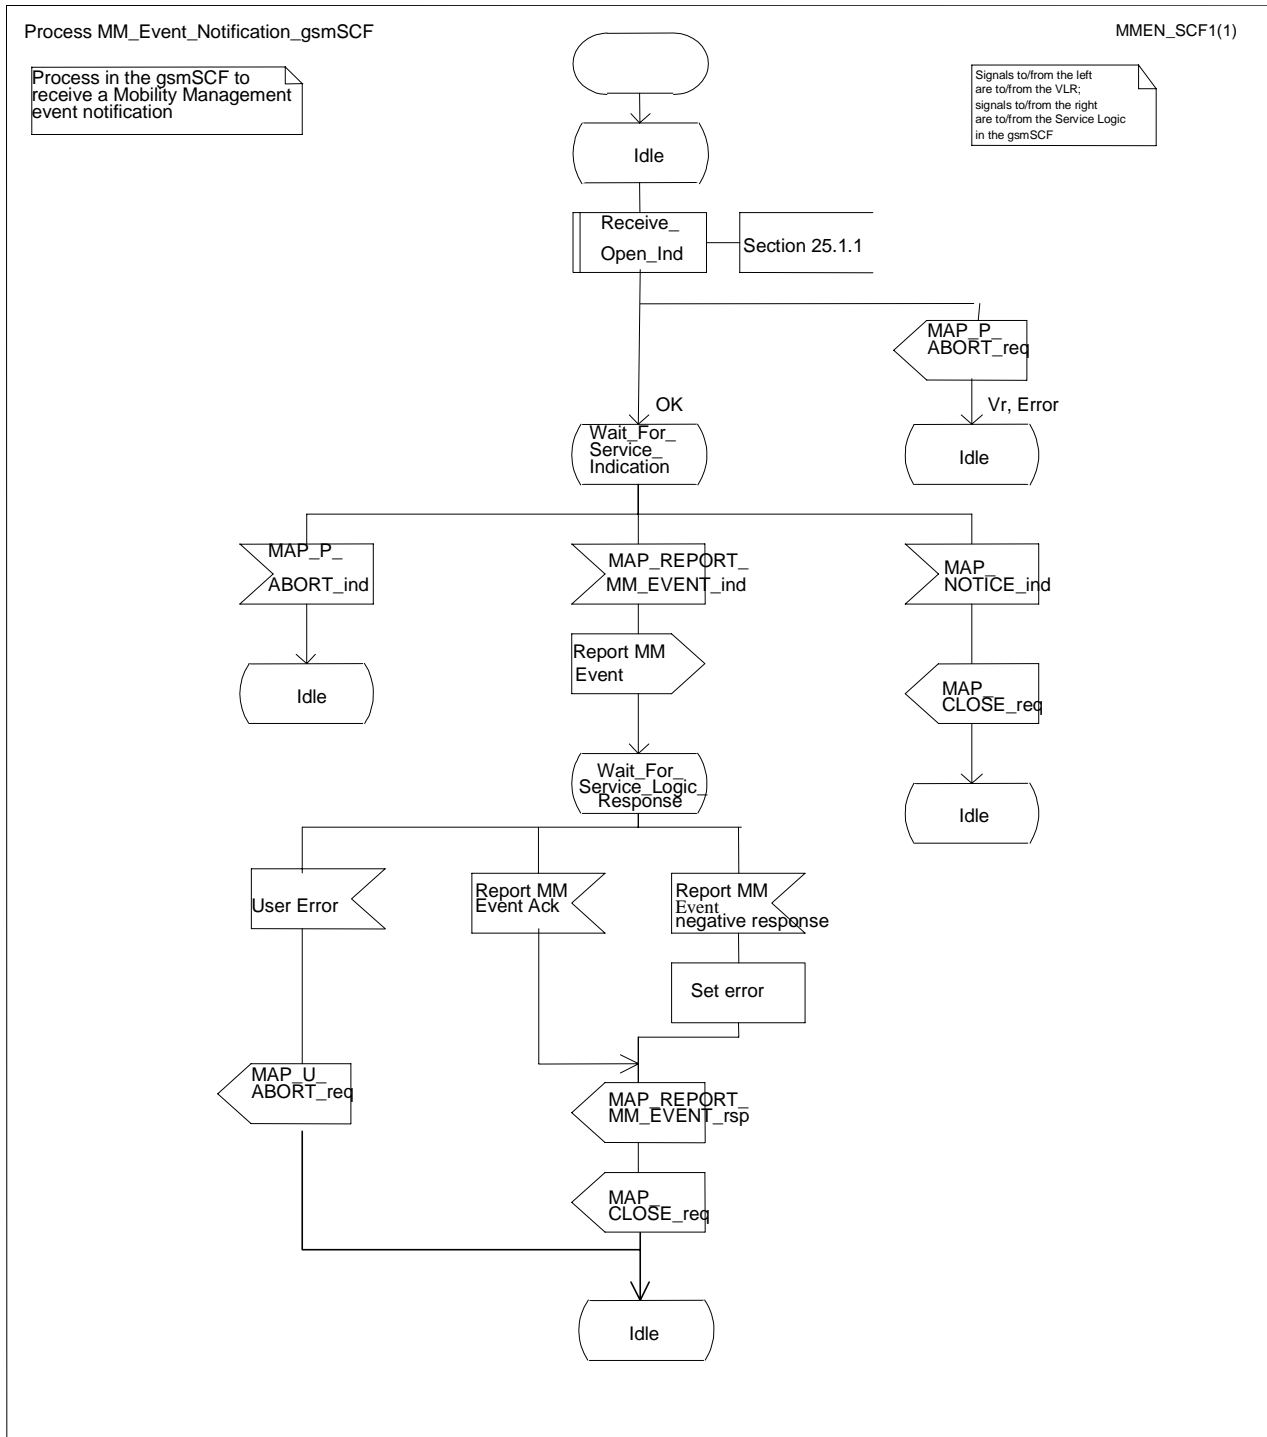 Process MM_Event_Notification_gsmSCF
MMEN_SCF1(1)
Process in the gsmSCF to
receive a Mobility Management
event notification
Signals to/from the left
are to/from the VLR;
signals to/from the right
are to/from the Service Logic
in the gsmSCF
Idle
Receive_
Open_Ind
Section 25.1.1
MAP_P_
ABORT_req
OK
Vr, Error
Wait_For_
Service_
Indication
Idle
MAP_P_
ABORT_ind
MAP_REPORT_
MM_EVENT_ind
MAP_
NOTICE_ind
Report MM
Event
Idle
MAP_
CLOSE_req
Wait_For_
Service_Logic_
Response
Idle
User Error
Report MM
Event Ack
Report MM
Event
negative response
Set error
MAP_U_
ABORT_req
MAP_REPORT_
MM_EVENT_rsp
MAP_
CLOSE_req
Idle